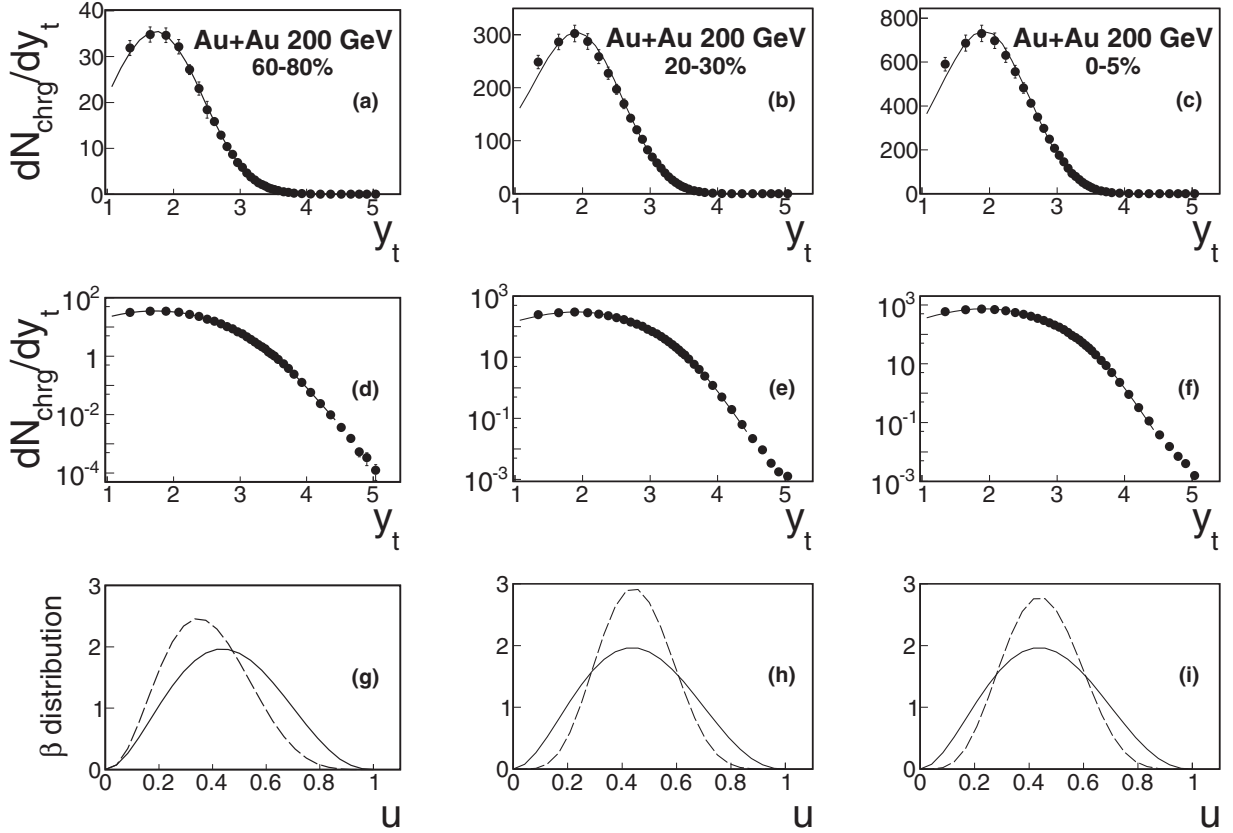 dN_chrg/dy_t
40
30
20
10
0
Au+Au 200 GeV
60-80%
(a)
1 2 3 4 5
y_t
300
200
100
0
Au+Au 200 GeV
20-30%
(b)
1 2 3 4 5
y_t
800
600
400
200
0
Au+Au 200 GeV
0-5%
(c)
1 2 3 4 5
y_t
dN_chrg/dy_t
10^2
1
10^-2
10^-4
(d)
1 2 3 4 5
y_t
10^3
10
10^-1
10^-3
(e)
1 2 3 4 5
y_t
10^3
10
10^-1
10^-3
(f)
1 2 3 4 5
y_t
β distribution
3
2
1
0
(g)
0 0.2 0.4 0.6 0.8 1
u
3
2
1
0
(h)
0 0.2 0.4 0.6 0.8 1
u
3
2
1
0
(i)
0 0.2 0.4 0.6 0.8 1
u